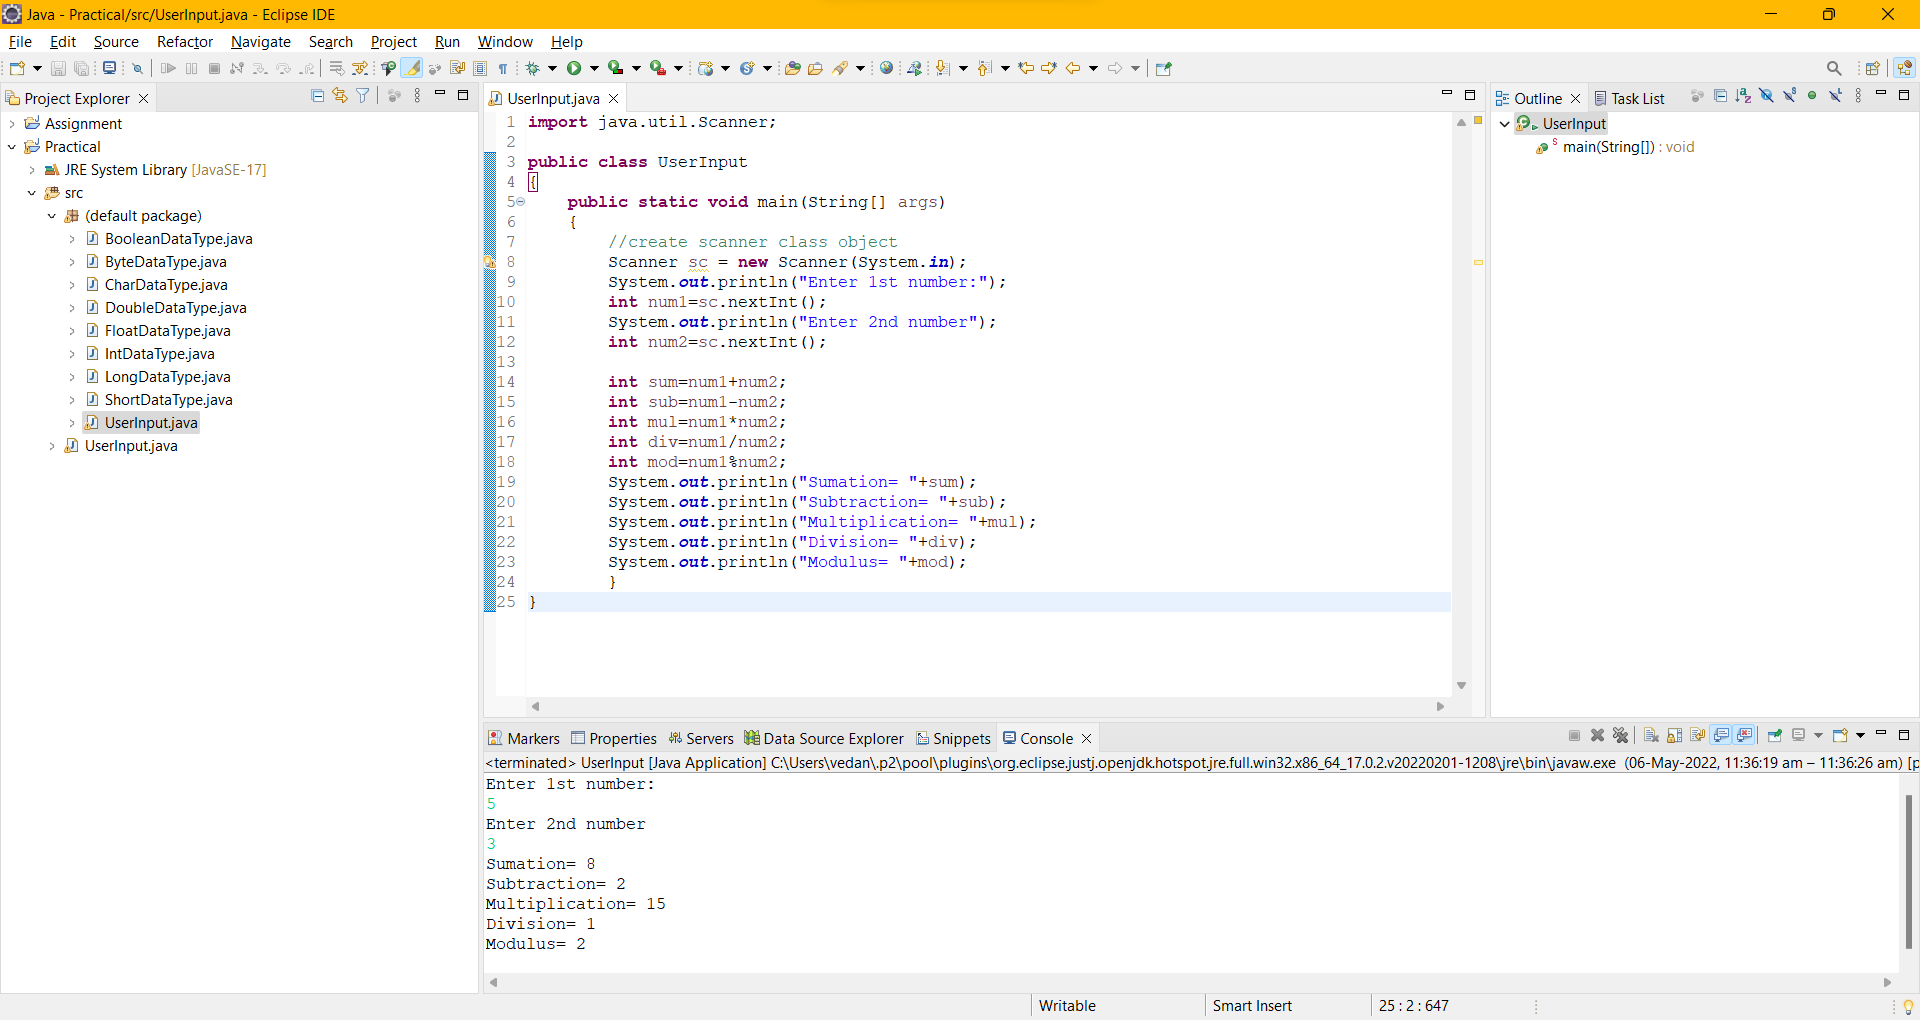 Java - Practical/src/UserInput.java - Eclipse IDE
File Edit Source Refactor Navigate Search Project Run Window Help
Project Explorer
Assignment
Practical
JRE System Library [JavaSE-17]
src
(default package)
BooleanDataType.java
ByteDataType.java
CharDataType.java
DoubleDataType.java
FloatDataType.java
IntDataType.java
LongDataType.java
ShortDataType.java
UserInput.java
UserInput.java
UserInput.java
1 import java.util.Scanner;
2
3 public class UserInput
4 {
5 public static void main(String[] args)
6 {
7 //create scanner class object
8 Scanner sc = new Scanner(System.in);
9 System.out.println("Enter 1st number:");
10 int num1=sc.nextInt();
11 System.out.println("Enter 2nd number");
12 int num2=sc.nextInt();
13
14 int sum=num1+num2;
15 int sub=num1-num2;
16 int mul=num1*num2;
17 int div=num1/num2;
18 int mod=num1%num2;
19 System.out.println("Sumation= "+sum);
20 System.out.println("Subtraction= "+sub);
21 System.out.println("Multiplication= "+mul);
22 System.out.println("Division= "+div);
23 System.out.println("Modulus= "+mod);
24 }
25 }
Outline Task List
UserInput
main(String[]) : void
Markers Properties Servers Data Source Explorer Snippets Console
<terminated> UserInput [Java Application] C:\Users\vedan\.p2\pool\plugins\org.eclipse.justj.openjdk.hotspot.jre.full.win32.x86_64_17.0.2.v20220201-1208\jre\bin\javaw.exe (06-May-2022, 11:36:19 am – 11:36:26 am) [p
Enter 1st number:
5
Enter 2nd number
3
Sumation= 8
Subtraction= 2
Multiplication= 15
Division= 1
Modulus= 2
Writable Smart Insert 25 : 2 : 647